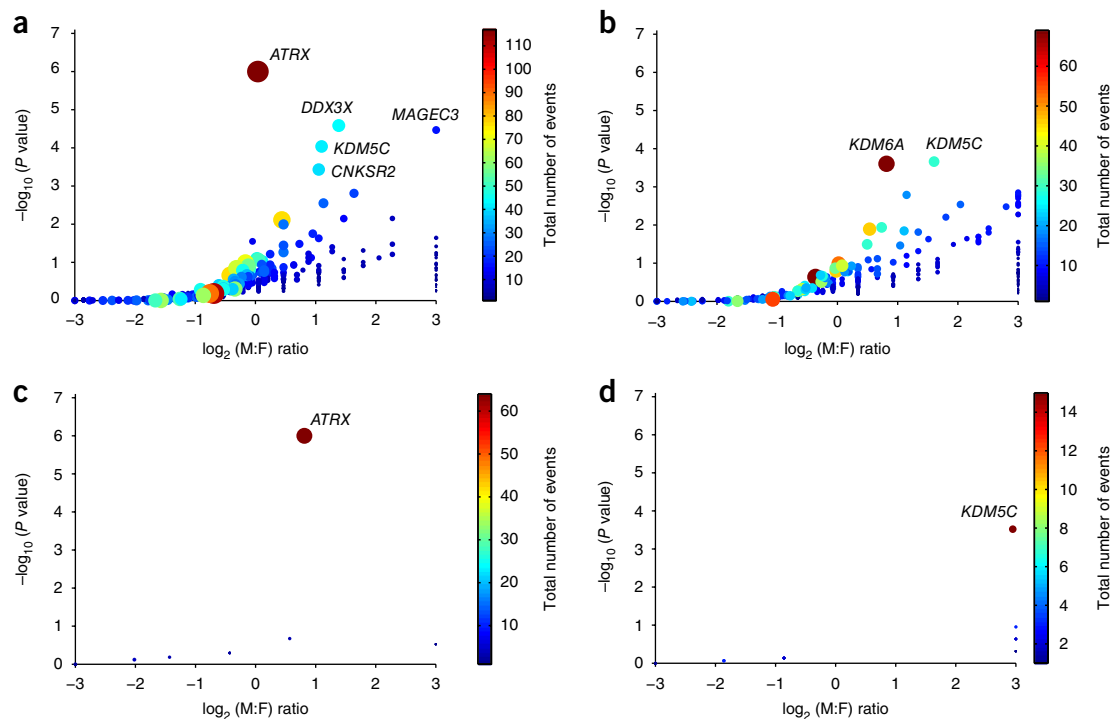 a
7
6
5
4
3
2
1
0
–log10 (P value)
ATRX
DDX3X
MAGEC3
KDM5C
CNKSR2
–3 –2 –1 0 1 2 3
log2 (M:F) ratio
110
100
90
80
70
60
50
40
30
20
10
Total number of events
b
7
6
5
4
3
2
1
0
–log10 (P value)
KDM6A KDM5C
–3 –2 –1 0 1 2 3
log2 (M:F) ratio
60
50
40
30
20
10
Total number of events
c
7
6
5
4
3
2
1
0
–log10 (P value)
ATRX
–3 –2 –1 0 1 2 3
log2 (M:F) ratio
60
50
40
30
20
10
Total number of events
d
7
6
5
4
3
2
1
0
–log10 (P value)
KDM5C
–3 –2 –1 0 1 2 3
log2 (M:F) ratio
14
12
10
8
6
4
2
Total number of events